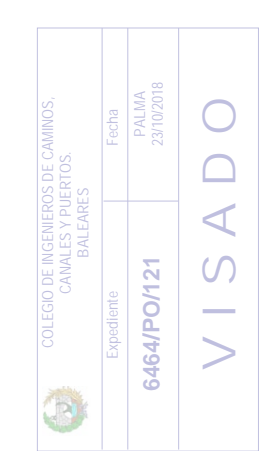 COLEGIO DE INGENIEROS DE CAMINOS,
CANALES Y PUERTOS.
BALEARES
Expediente
Fecha
6464/PO/121
PALMA
23/10/2018
VISADO